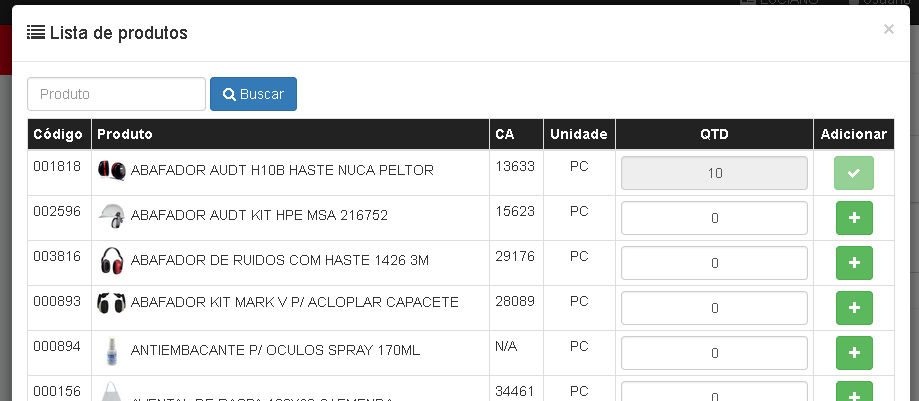 LUCIANO
Lista de produtos
×
Produto
Buscar
Código Produto CA Unidade QTD Adicionar
001818 ABAFADOR AUDT H10B HASTE NUCA PELTOR 13633 PC 10
002596 ABAFADOR AUDT KIT HPE MSA 216752 15623 PC 0
003816 ABAFADOR DE RUIDOS COM HASTE 1426 3M 29176 PC 0
000893 ABAFADOR KIT MARK V P/ ACLOPLAR CAPACETE 28089 PC 0
000894 ANTIEMBACANTE P/ OCULOS SPRAY 170ML N/A PC 0
000156 34461 PC 0